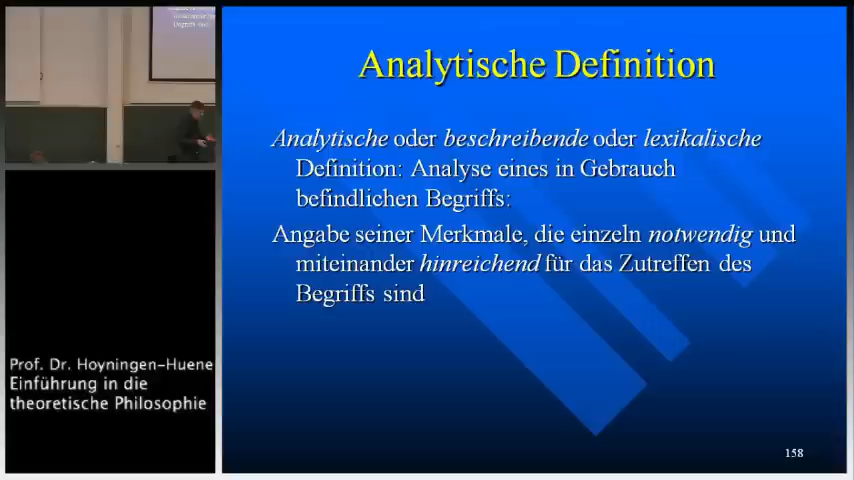 Analytische Definition
Analytische oder beschreibende oder lexikalische
Definition: Analyse eines in Gebrauch
befindlichen Begriffs:
Angabe seiner Merkmale, die einzeln notwendig und
miteinander hinreichend für das Zutreffen des
Begriffs sind
Prof. Dr. Hoyningen-Huene
Einführung in die
theoretische Philosophie
158